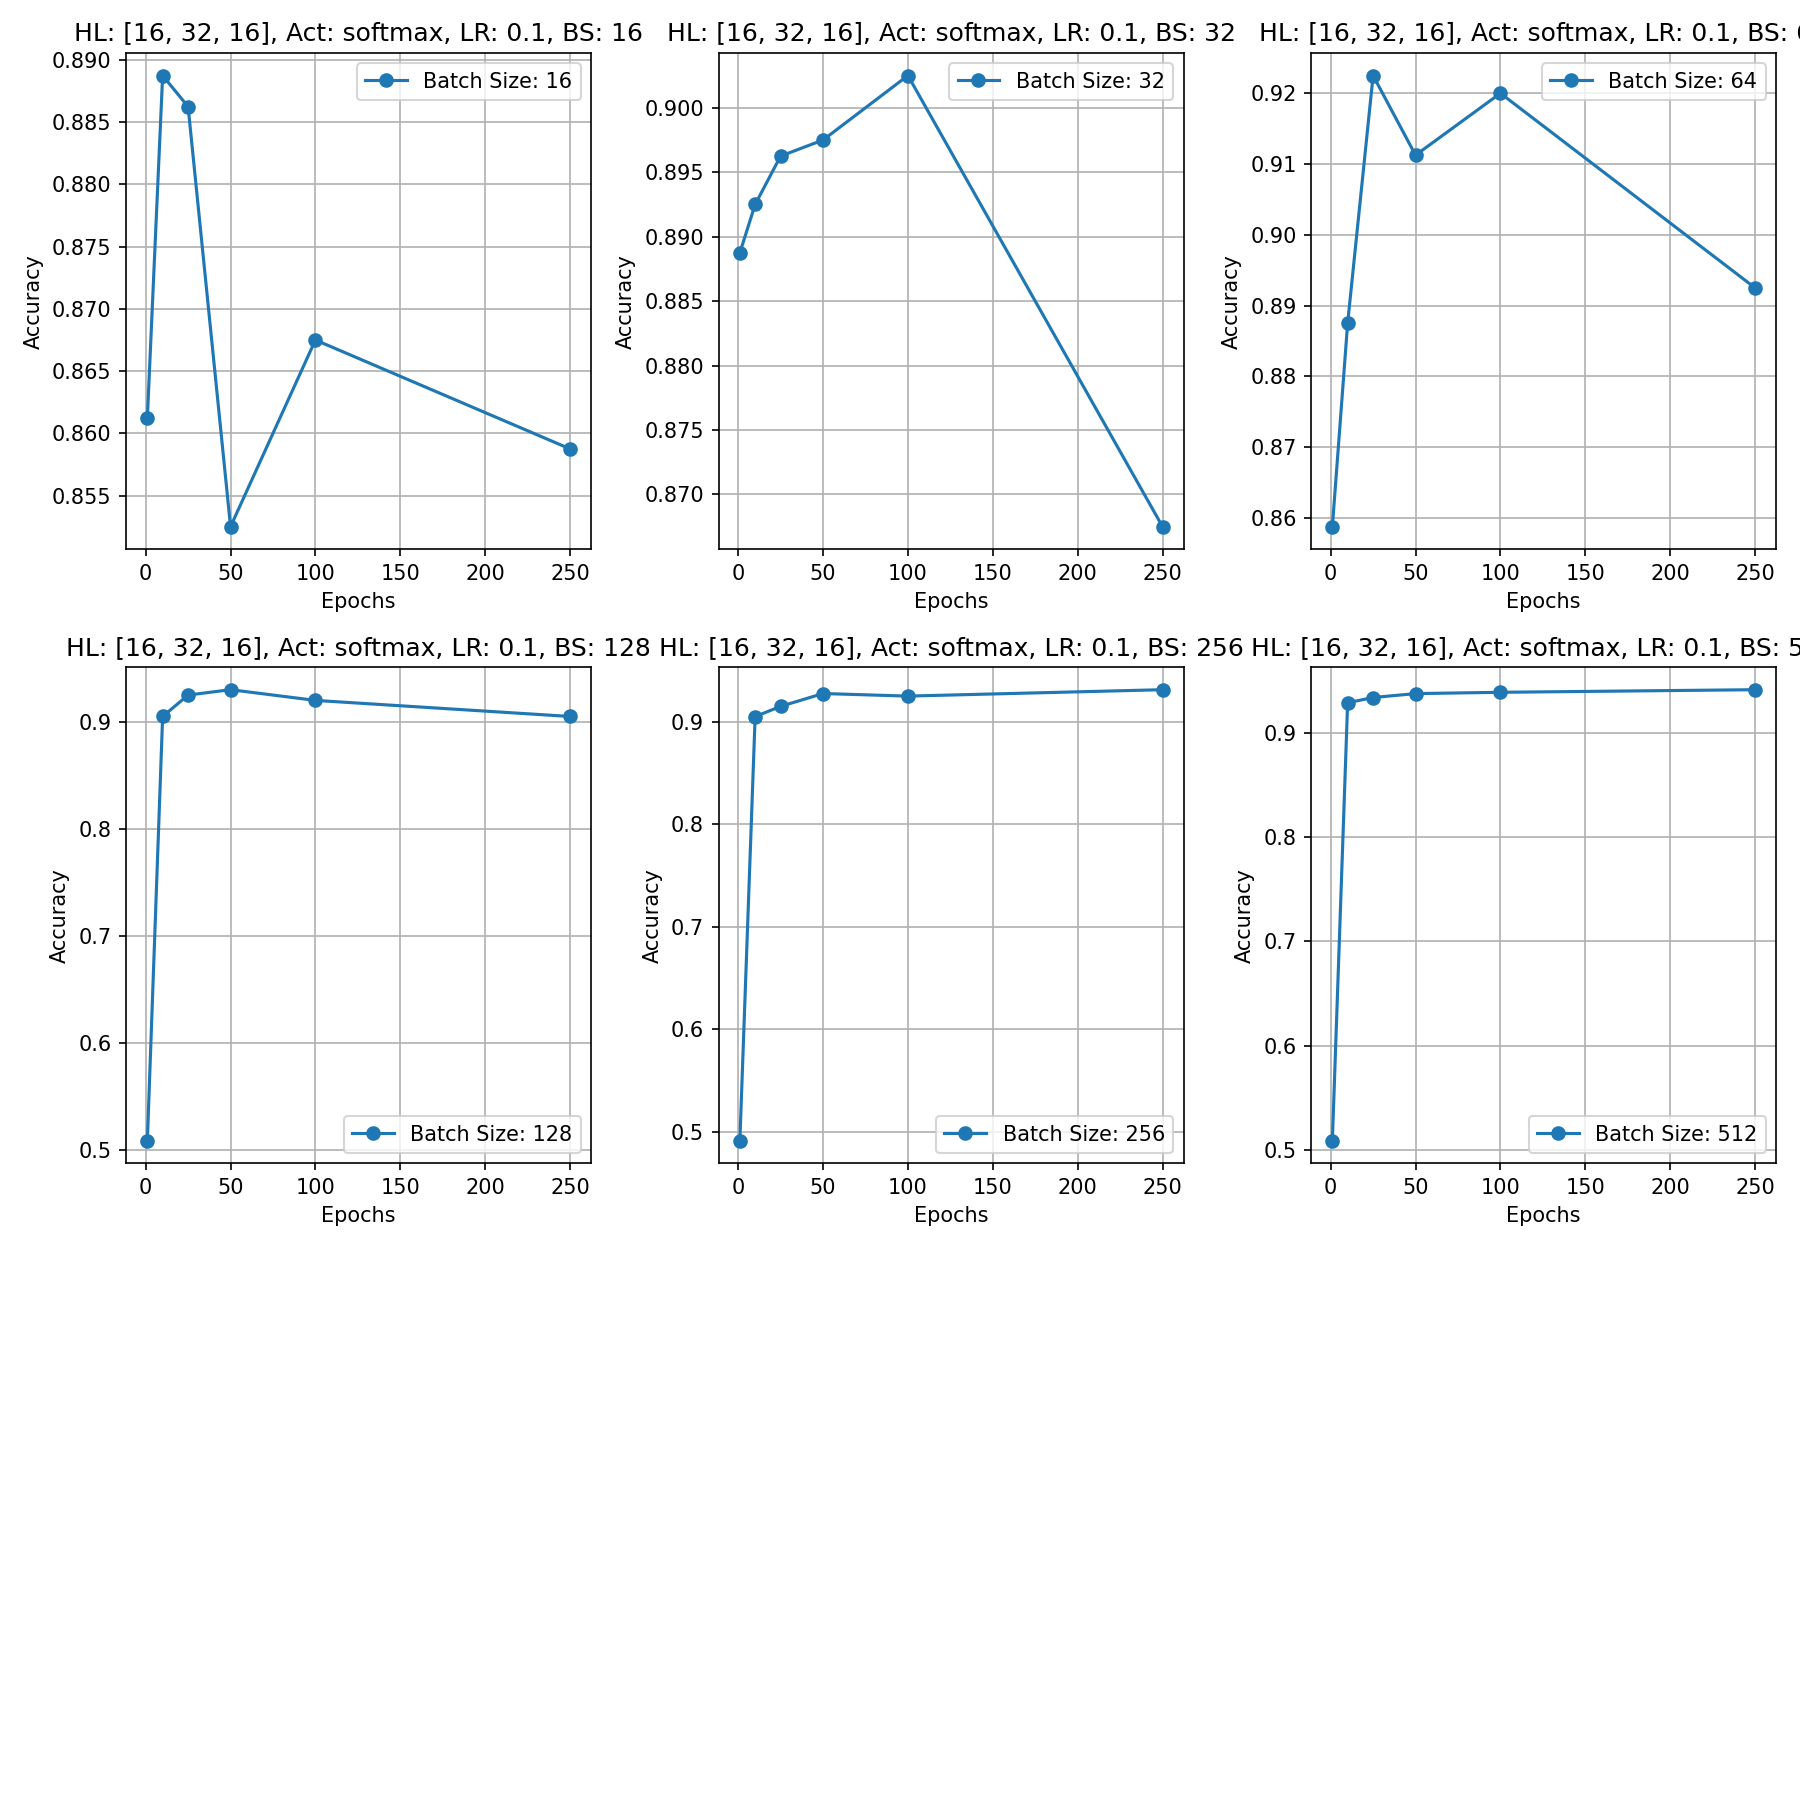 HL: [16, 32, 16], Act: softmax, LR: 0.1, BS: 16
0.890
0.885
0.880
0.875
0.870
0.865
0.860
0.855
Accuracy
Batch Size: 16
0 50 100 150 200 250
Epochs
HL: [16, 32, 16], Act: softmax, LR: 0.1, BS: 32
0.900
0.895
0.890
0.885
0.880
0.875
0.870
Accuracy
Batch Size: 32
0 50 100 150 200 250
Epochs
HL: [16, 32, 16], Act: softmax, LR: 0.1, BS:
0.92
0.91
0.90
0.89
0.88
0.87
0.86
Accuracy
Batch Size: 64
0 50 100 150 200 250
Epochs
HL: [16, 32, 16], Act: softmax, LR: 0.1, BS: 128
0.9
0.8
0.7
0.6
0.5
Accuracy
Batch Size: 128
0 50 100 150 200 250
Epochs
HL: [16, 32, 16], Act: softmax, LR: 0.1, BS: 256
0.9
0.8
0.7
0.6
0.5
Accuracy
Batch Size: 256
0 50 100 150 200 250
Epochs
HL: [16, 32, 16], Act: softmax, LR: 0.1, BS: 5
0.9
0.8
0.7
0.6
0.5
Accuracy
Batch Size: 512
0 50 100 150 200 250
Epochs